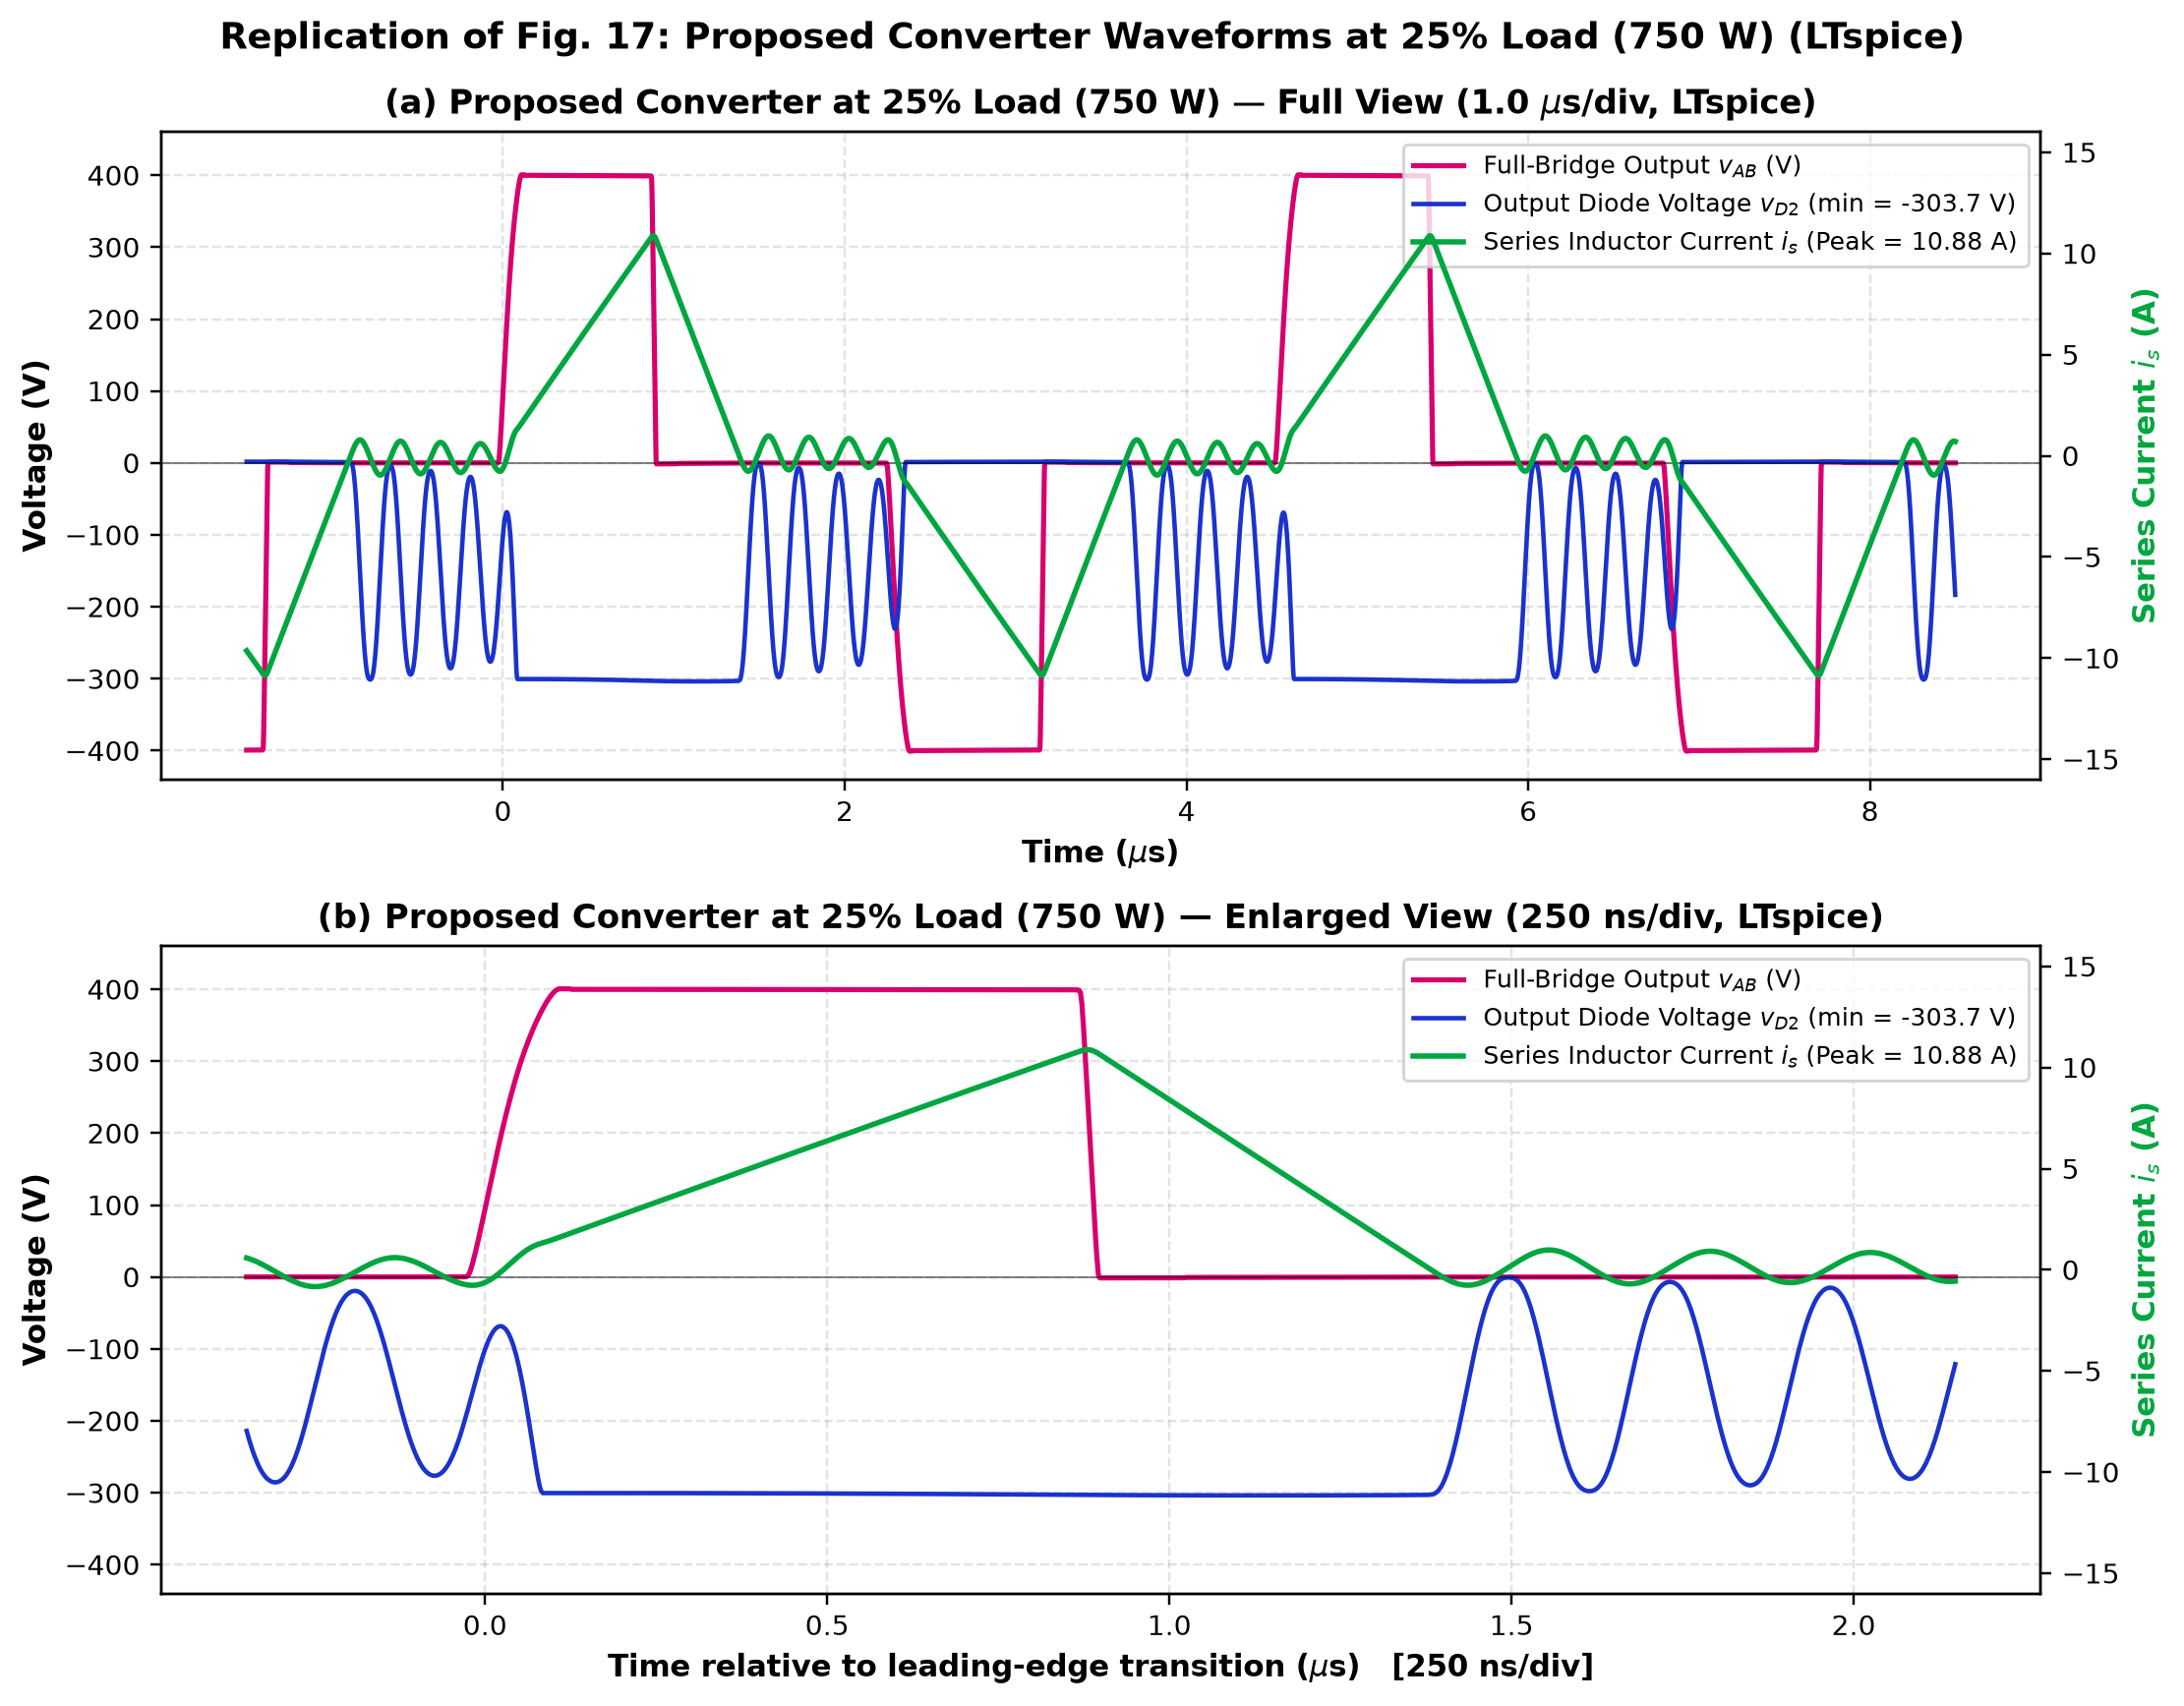 Replication of Fig. 17: Proposed Converter Waveforms at 25% Load (750 W) (LTspice)
(a) Proposed Converter at 25% Load (750 W) — Full View (1.0 μs/div, LTspice)
Full-Bridge Output v_AB (V)
Output Diode Voltage v_D2 (min = -303.7 V)
Series Inductor Current i_s (Peak = 10.88 A)
400
300
200
100
0
−100
−200
−300
−400
Voltage (V)
15
10
5
0
−5
−10
−15
Series Current i_s (A)
0 2 4 6 8
Time (μs)
(b) Proposed Converter at 25% Load (750 W) — Enlarged View (250 ns/div, LTspice)
Full-Bridge Output v_AB (V)
Output Diode Voltage v_D2 (min = -303.7 V)
Series Inductor Current i_s (Peak = 10.88 A)
400
300
200
100
0
−100
−200
−300
−400
Voltage (V)
15
10
5
0
−5
−10
−15
Series Current i_s (A)
0.0 0.5 1.0 1.5 2.0
Time relative to leading-edge transition (μs) [250 ns/div]